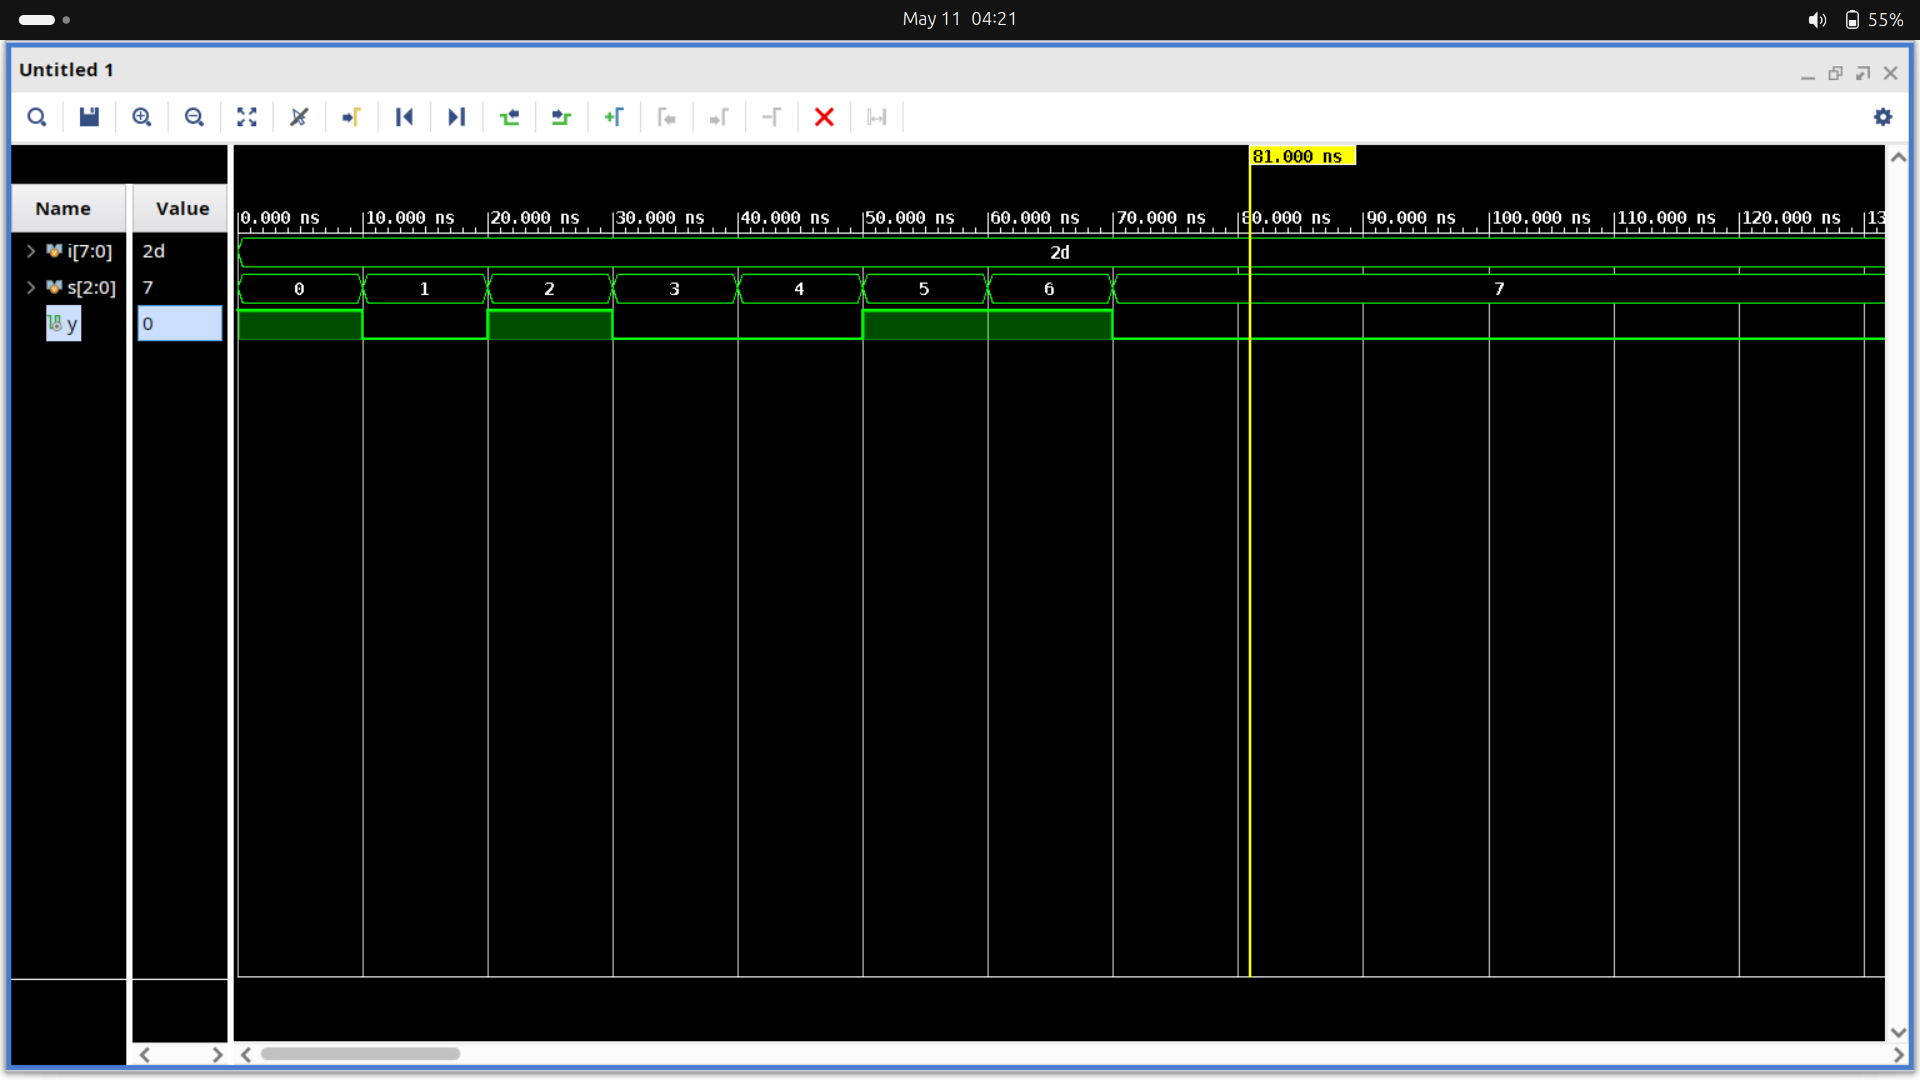 May 11 04:21
55%
Untitled 1
81.000 ns
Name Value
0.000 ns 10.000 ns 20.000 ns 30.000 ns 40.000 ns 50.000 ns 60.000 ns 70.000 ns 80.000 ns 90.000 ns 100.000 ns 110.000 ns 120.000 ns 13
i[7:0] 2d 2d
s[2:0] 7 0 1 2 3 4 5 6 7
y 0